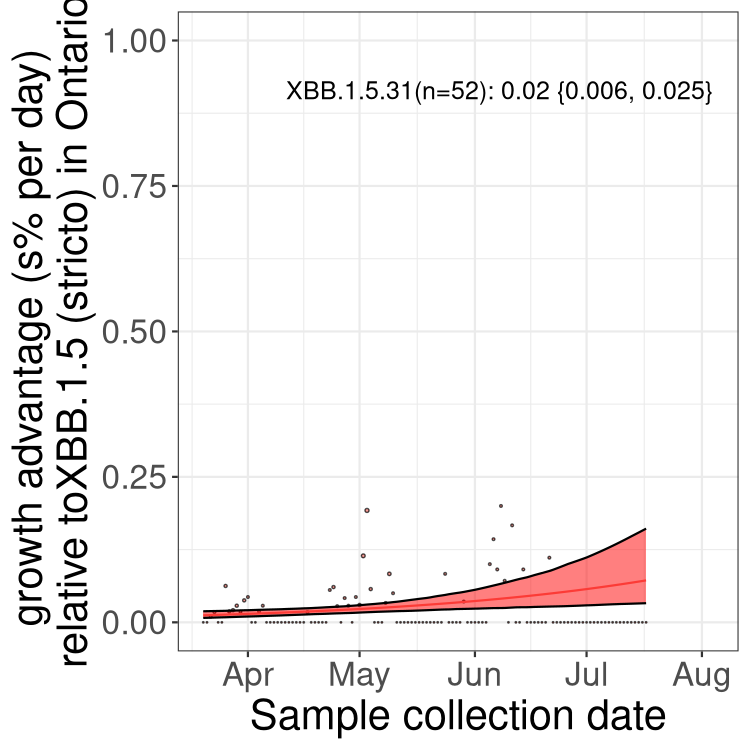 growth advantage (s% per day)
relative toXBB.1.5 (stricto) in Ontario
1.00
0.75
0.50
0.25
0.00
XBB.1.5.31(n=52): 0.02 {0.006, 0.025}
Apr
May
Jun
Jul
Aug
Sample collection date